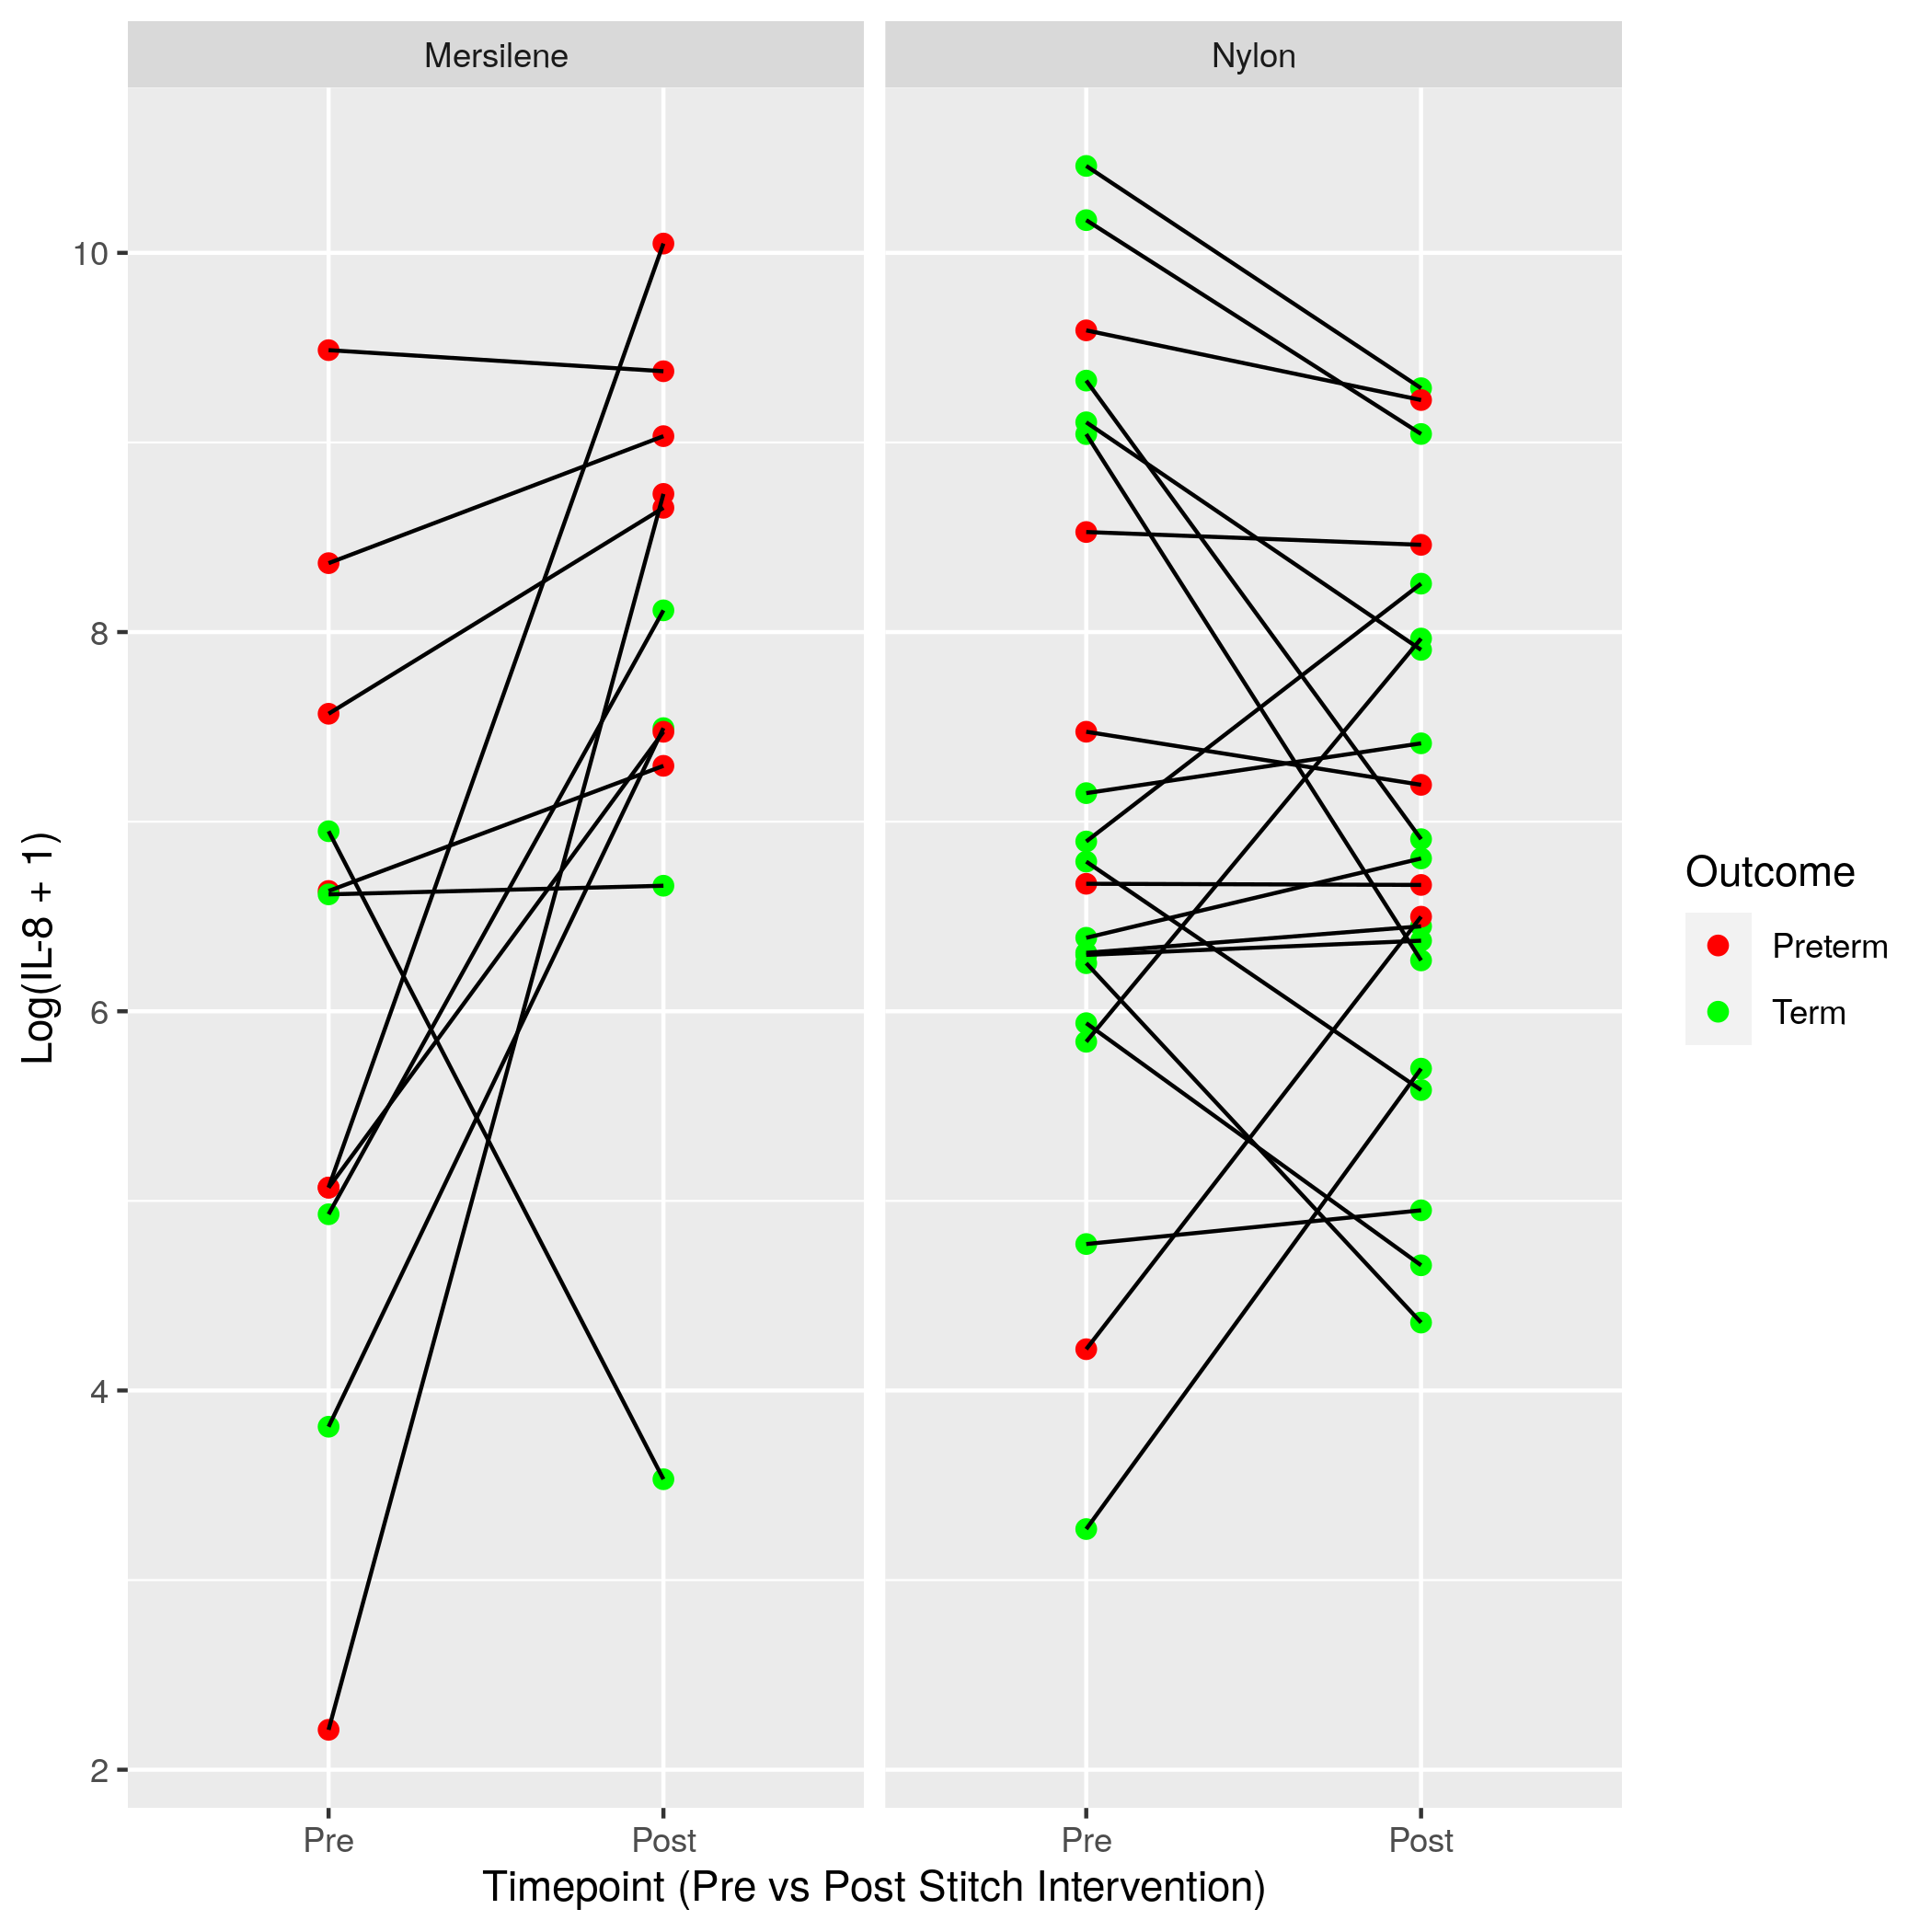 Mersilene
Nylon
10
8
6
4
2
Log(IL-8 + 1)
Pre
Post
Pre
Post
Timepoint (Pre vs Post Stitch Intervention)
Outcome
Preterm
Term